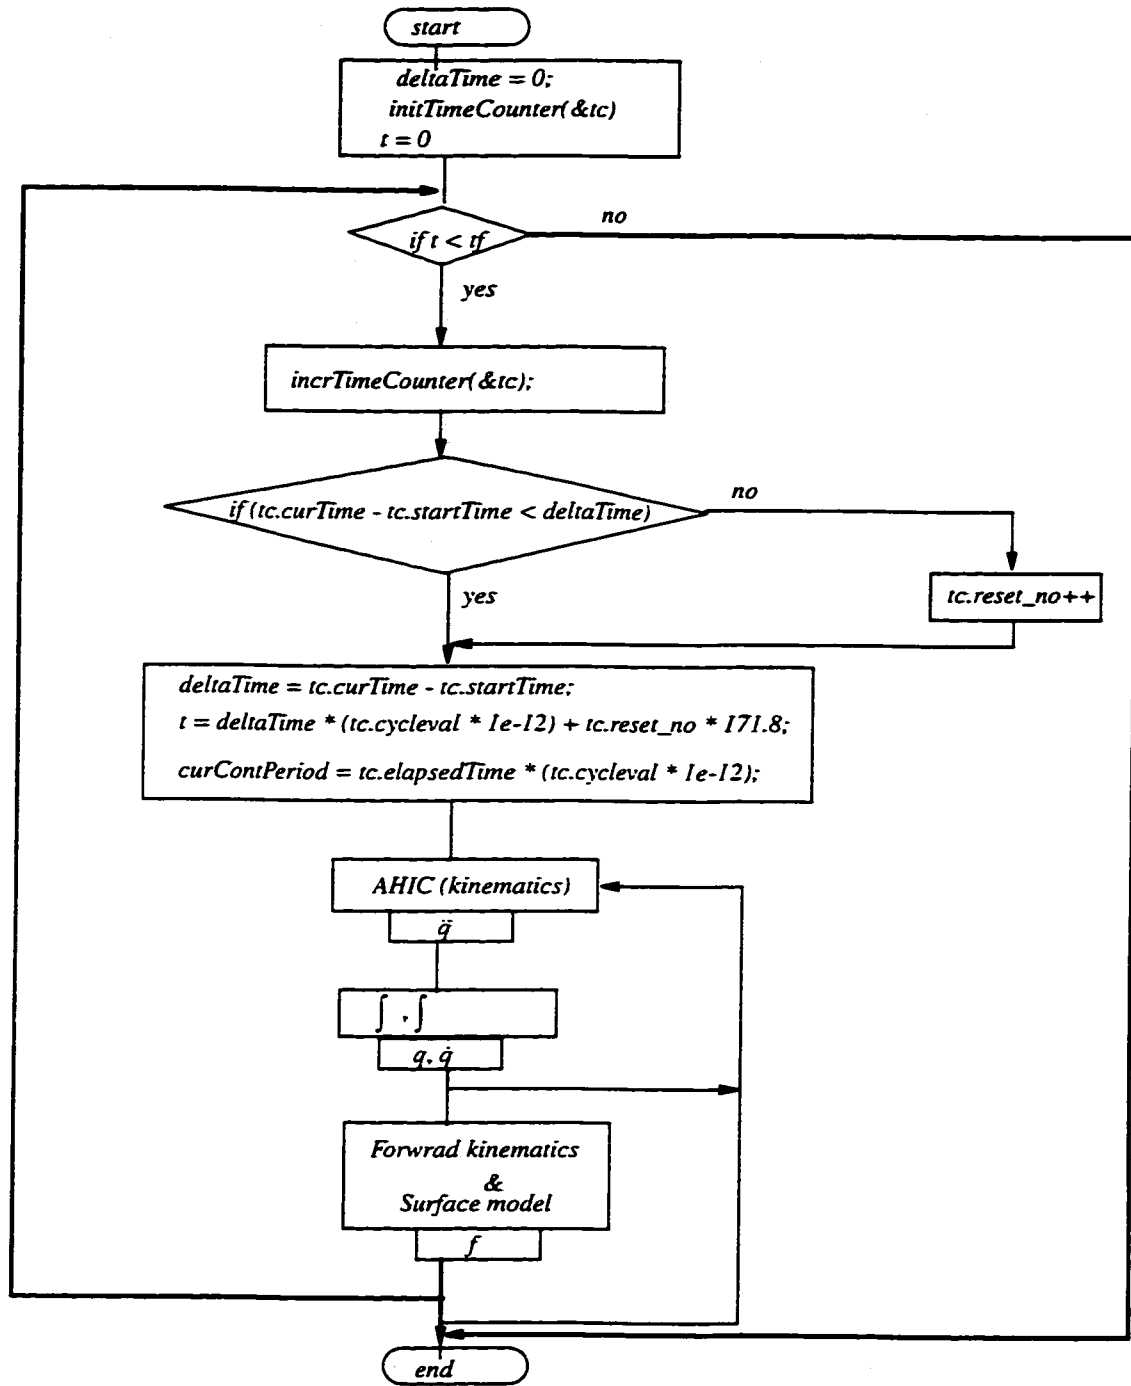 start
deltaTime = 0;
initTimeCounter(&tc)
t = 0
no
if t < tf
yes
incrTimeCounter(&tc);
no
if (tc.curTime - tc.startTime < deltaTime)
yes
tc.reset_no++
deltaTime = tc.curTime - tc.startTime;
t = deltaTime * (tc.cycleval * 1e-12) + tc.reset_no * 171.8;
curContPeriod = tc.elapsedTime * (tc.cycleval * 1e-12);
AHIC (kinematics)
q̈
∫ , ∫
q, q̇
Forwrad kinematics
&
Surface model
f
end